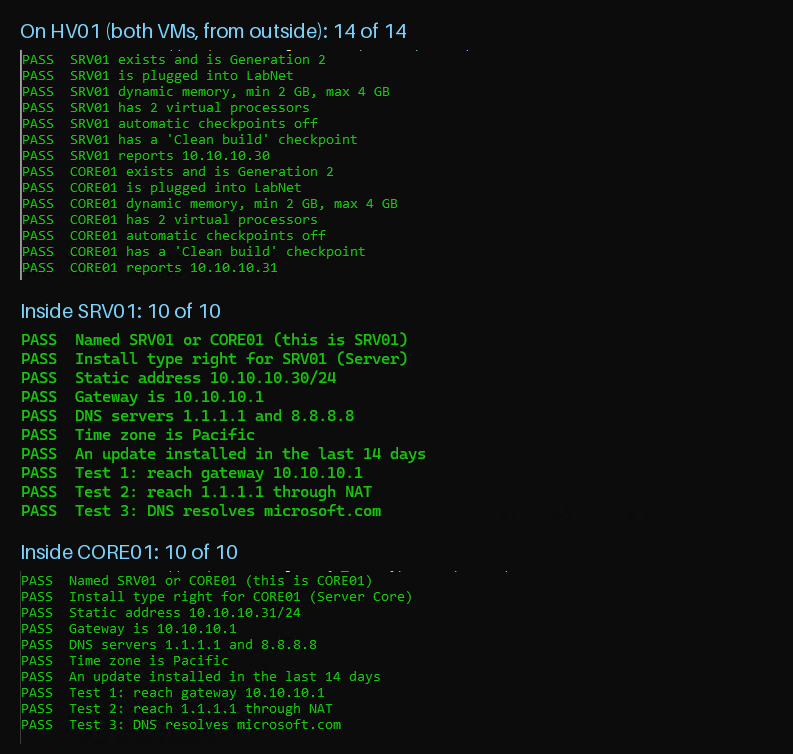 On HV01 (both VMs, from outside): 14 of 14
PASS  SRV01 exists and is Generation 2
PASS  SRV01 is plugged into LabNet
PASS  SRV01 dynamic memory, min 2 GB, max 4 GB
PASS  SRV01 has 2 virtual processors
PASS  SRV01 automatic checkpoints off
PASS  SRV01 has a 'Clean build' checkpoint
PASS  SRV01 reports 10.10.10.30
PASS  CORE01 exists and is Generation 2
PASS  CORE01 is plugged into LabNet
PASS  CORE01 dynamic memory, min 2 GB, max 4 GB
PASS  CORE01 has 2 virtual processors
PASS  CORE01 automatic checkpoints off
PASS  CORE01 has a 'Clean build' checkpoint
PASS  CORE01 reports 10.10.10.31
Inside SRV01: 10 of 10
PASS  Named SRV01 or CORE01 (this is SRV01)
PASS  Install type right for SRV01 (Server)
PASS  Static address 10.10.10.30/24
PASS  Gateway is 10.10.10.1
PASS  DNS servers 1.1.1.1 and 8.8.8.8
PASS  Time zone is Pacific
PASS  An update installed in the last 14 days
PASS  Test 1: reach gateway 10.10.10.1
PASS  Test 2: reach 1.1.1.1 through NAT
PASS  Test 3: DNS resolves microsoft.com
Inside CORE01: 10 of 10
PASS  Named SRV01 or CORE01 (this is CORE01)
PASS  Install type right for CORE01 (Server Core)
PASS  Static address 10.10.10.31/24
PASS  Gateway is 10.10.10.1
PASS  DNS servers 1.1.1.1 and 8.8.8.8
PASS  Time zone is Pacific
PASS  An update installed in the last 14 days
PASS  Test 1: reach gateway 10.10.10.1
PASS  Test 2: reach 1.1.1.1 through NAT
PASS  Test 3: DNS resolves microsoft.com